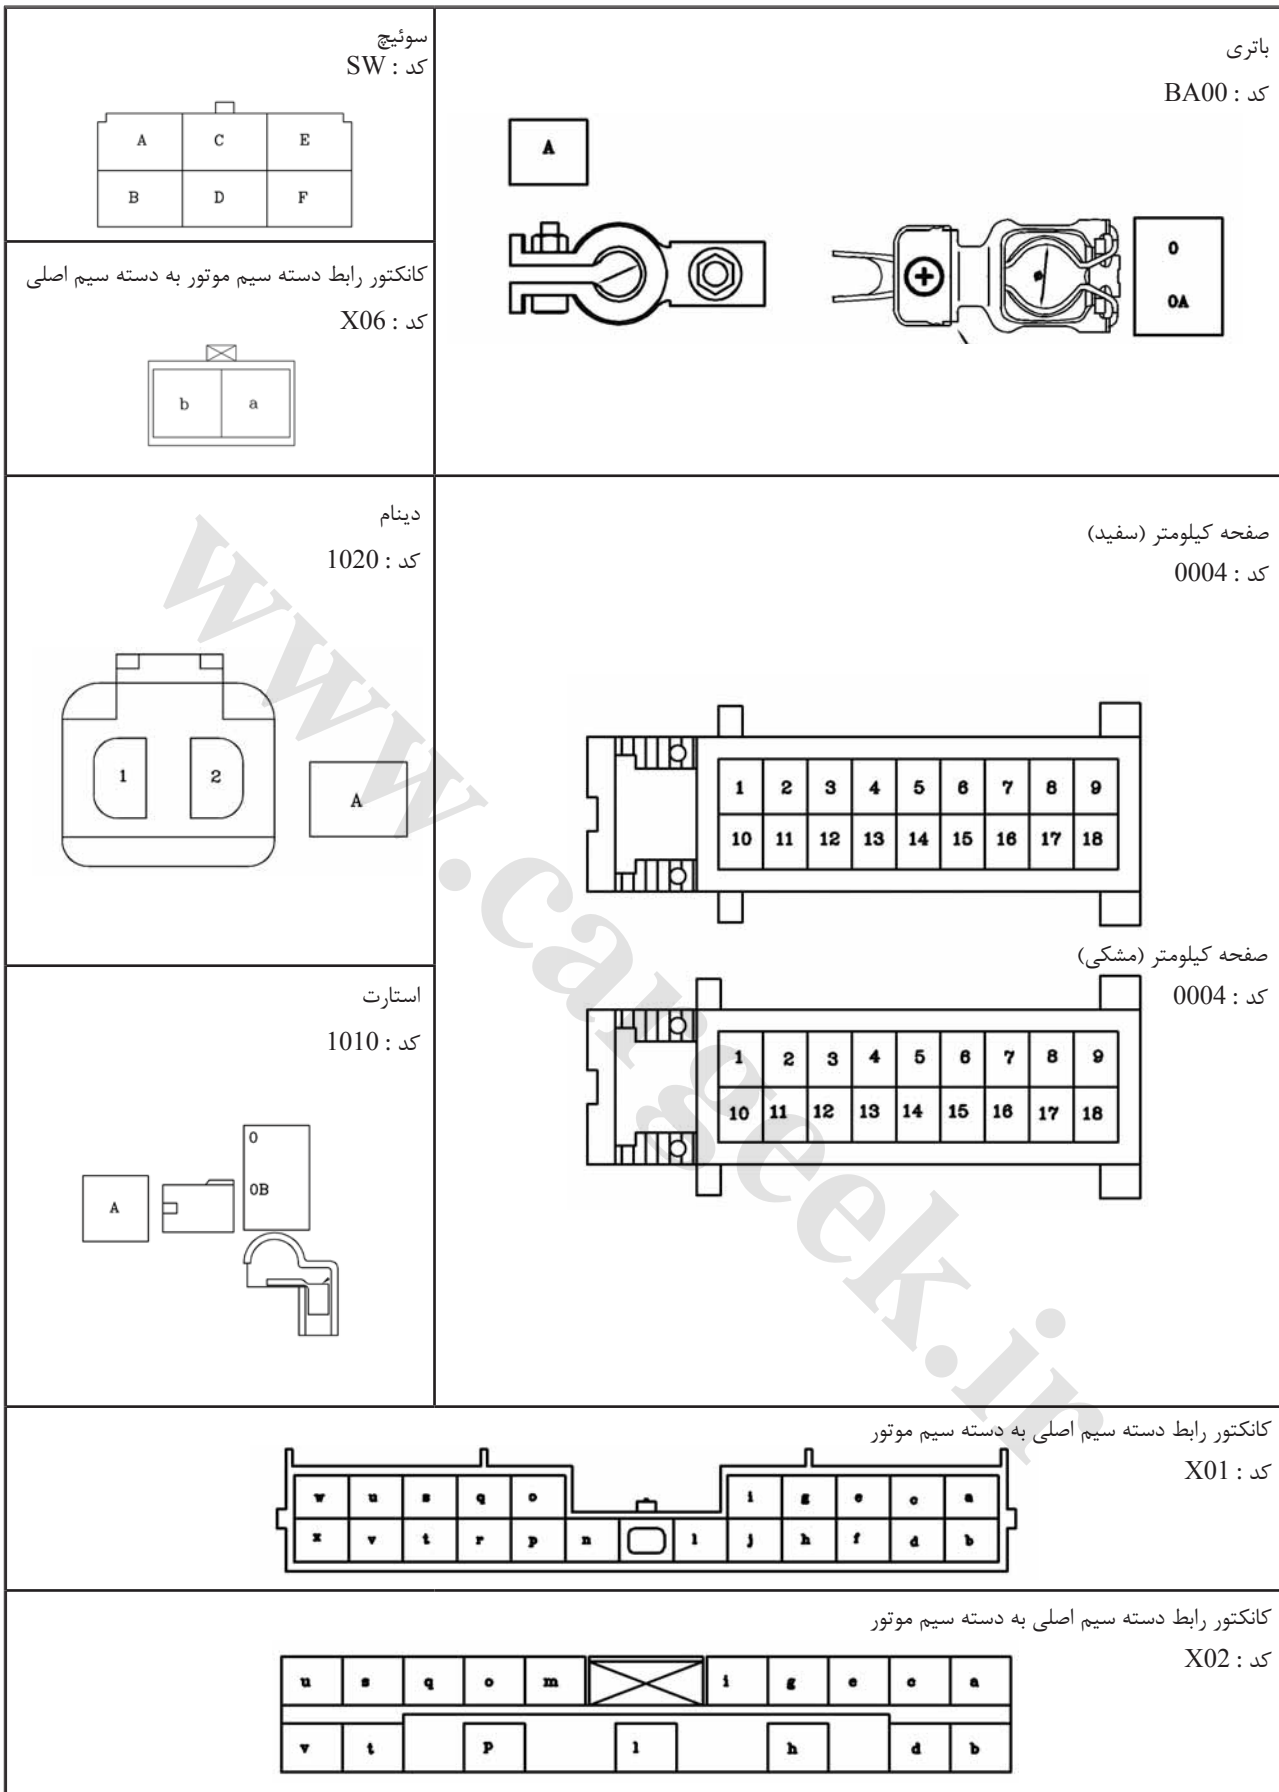 باتری
کد : BA00
A
0
0A
سوئیچ
کد : SW
A C E
B D F
کانکتور رابط دسته سیم موتور به دسته سیم اصلی
کد : X06
b a
صفحه کیلومتر (سفید)
کد : 0004
1 2 3 4 5 6 7 8 9
10 11 12 13 14 15 16 17 18
صفحه کیلومتر (مشکی)
کد : 0004
1 2 3 4 5 6 7 8 9
10 11 12 13 14 15 16 17 18
دینام
کد : 1020
1 2
A
استارت
کد : 1010
0
0B
A
کانکتور رابط دسته سیم اصلی به دسته سیم موتور
کد : X01
w u s q o i g e c a
x v t r p n l j h f d b
کانکتور رابط دسته سیم اصلی به دسته سیم موتور
کد : X02
u s q o m i g e c a
v t p l h d b
www.cargeek.ir